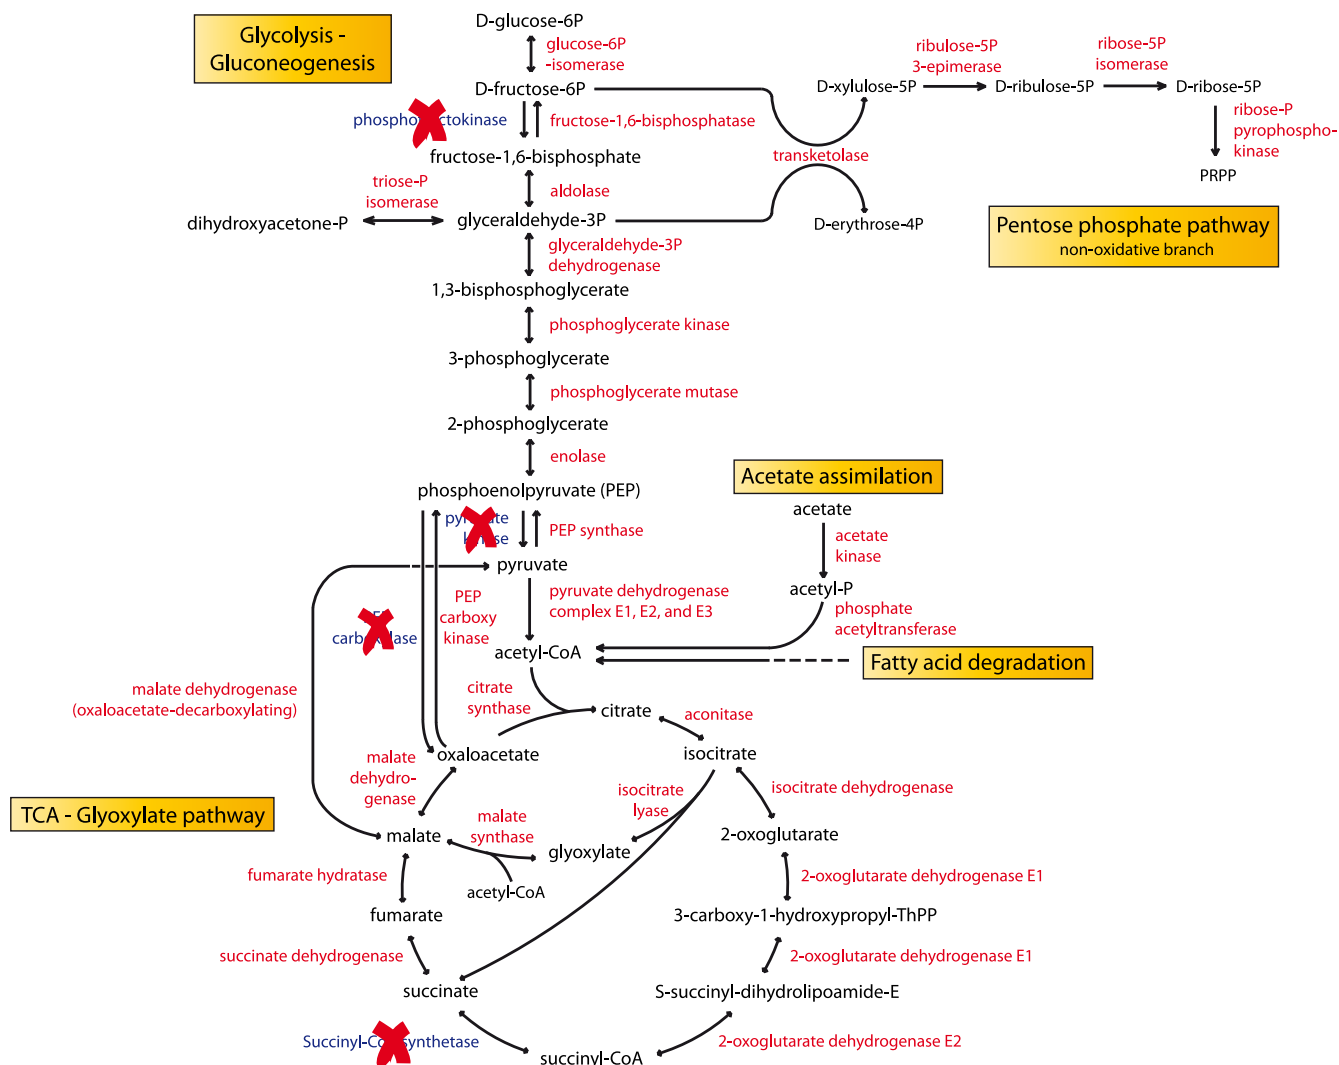 Glycolysis -
Gluconeogenesis
D-glucose-6P
glucose-6P
-isomerase
D-fructose-6P
fructose-1,6-bisphosphatase
fructose-1,6-bisphosphate
aldolase
triose-P
isomerase
dihydroxyacetone-P
glyceraldehyde-3P
transketolase
D-xylulose-5P
ribulose-5P
3-epimerase
D-ribulose-5P
ribose-5P
isomerase
D-ribose-5P
ribose-P
pyrophospho-
kinase
PRPP
D-erythrose-4P
Pentose phosphate pathway
non-oxidative branch
glyceraldehyde-3P
dehydrogenase
1,3-bisphosphoglycerate
phosphoglycerate kinase
3-phosphoglycerate
phosphoglycerate mutase
2-phosphoglycerate
enolase
phosphoenolpyruvate (PEP)
PEP synthase
pyruvate
PEP
carboxy
kinase
pyruvate dehydrogenase
complex E1, E2, and E3
acetyl-CoA
Acetate assimilation
acetate
acetate
kinase
acetyl-P
phosphate
acetyltransferase
Fatty acid degradation
malate dehydrogenase
(oxaloacetate-decarboxylating)
citrate
synthase
citrate
aconitase
oxaloacetate
isocitrate
malate
dehydro-
genase
isocitrate
lyase
isocitrate dehydrogenase
TCA - Glyoxylate pathway
malate
malate
synthase
glyoxylate
2-oxoglutarate
fumarate hydratase
acetyl-CoA
2-oxoglutarate dehydrogenase E1
fumarate
3-carboxy-1-hydroxypropyl-ThPP
succinate dehydrogenase
2-oxoglutarate dehydrogenase E1
succinate
S-succinyl-dihydrolipoamide-E
2-oxoglutarate dehydrogenase E2
succinyl-CoA